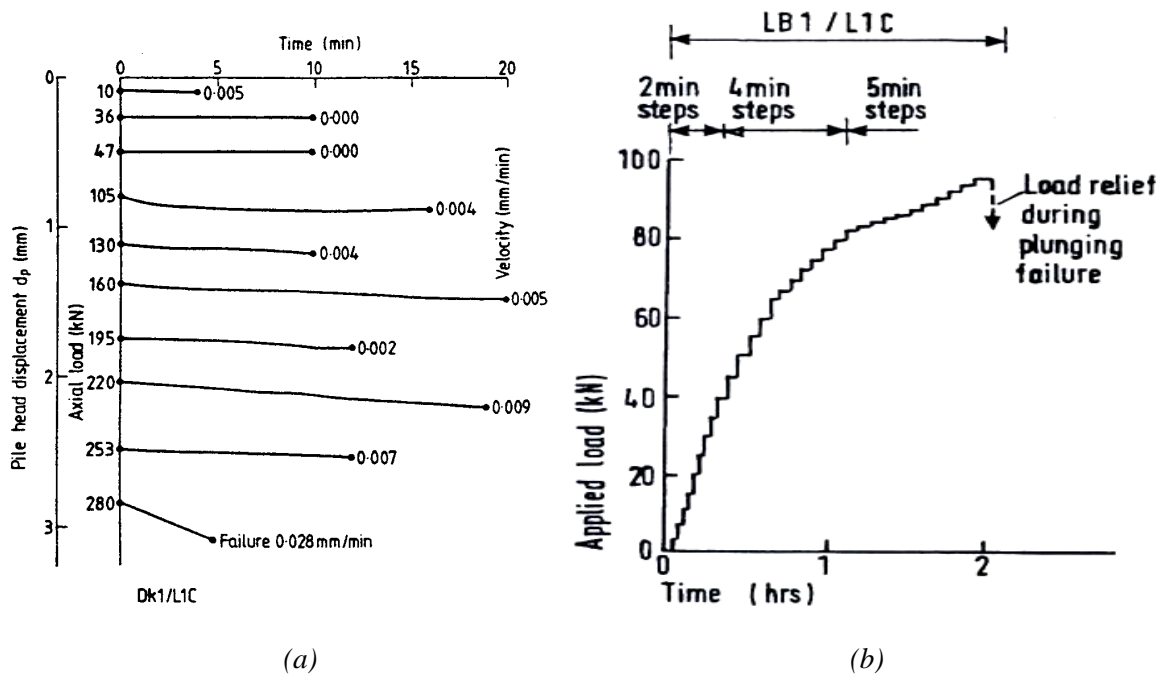 Time (min)
0 5 10 15 20
0
1
2
3
Pile head displacement dp (mm)
Axial load (kN)
Velocity (mm/min)
10 0·005
36 0·000
47 0·000
105 0·004
130 0·004
160 0·005
195 0·002
220 0·009
253 0·007
280 Failure 0·028mm/min
Dk1/L1C
(a)
LB1/L1C
2min
steps
4min
steps
5min
steps
100
80
60
40
20
0
Applied load (kN)
Load relief
during
plunging
failure
0 1 2
Time (hrs)
(b)